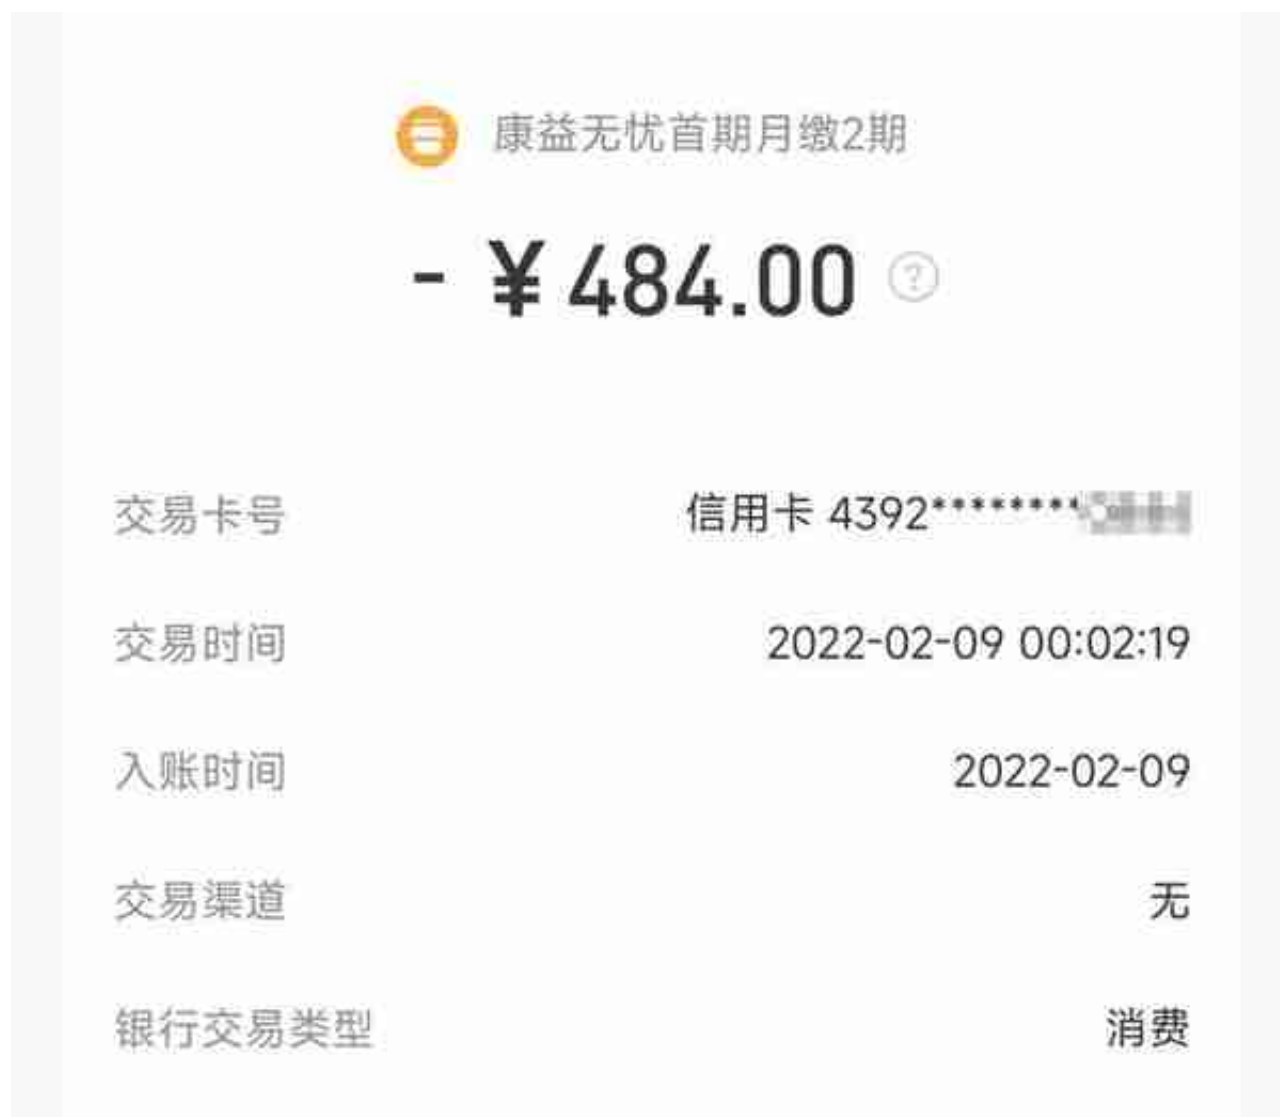 康益无忧首期月缴2期
- ¥ 484.00 ?
交易卡号 信用卡 4392********
交易时间 2022-02-09 00:02:19
入账时间 2022-02-09
交易渠道 无
银行交易类型 消费